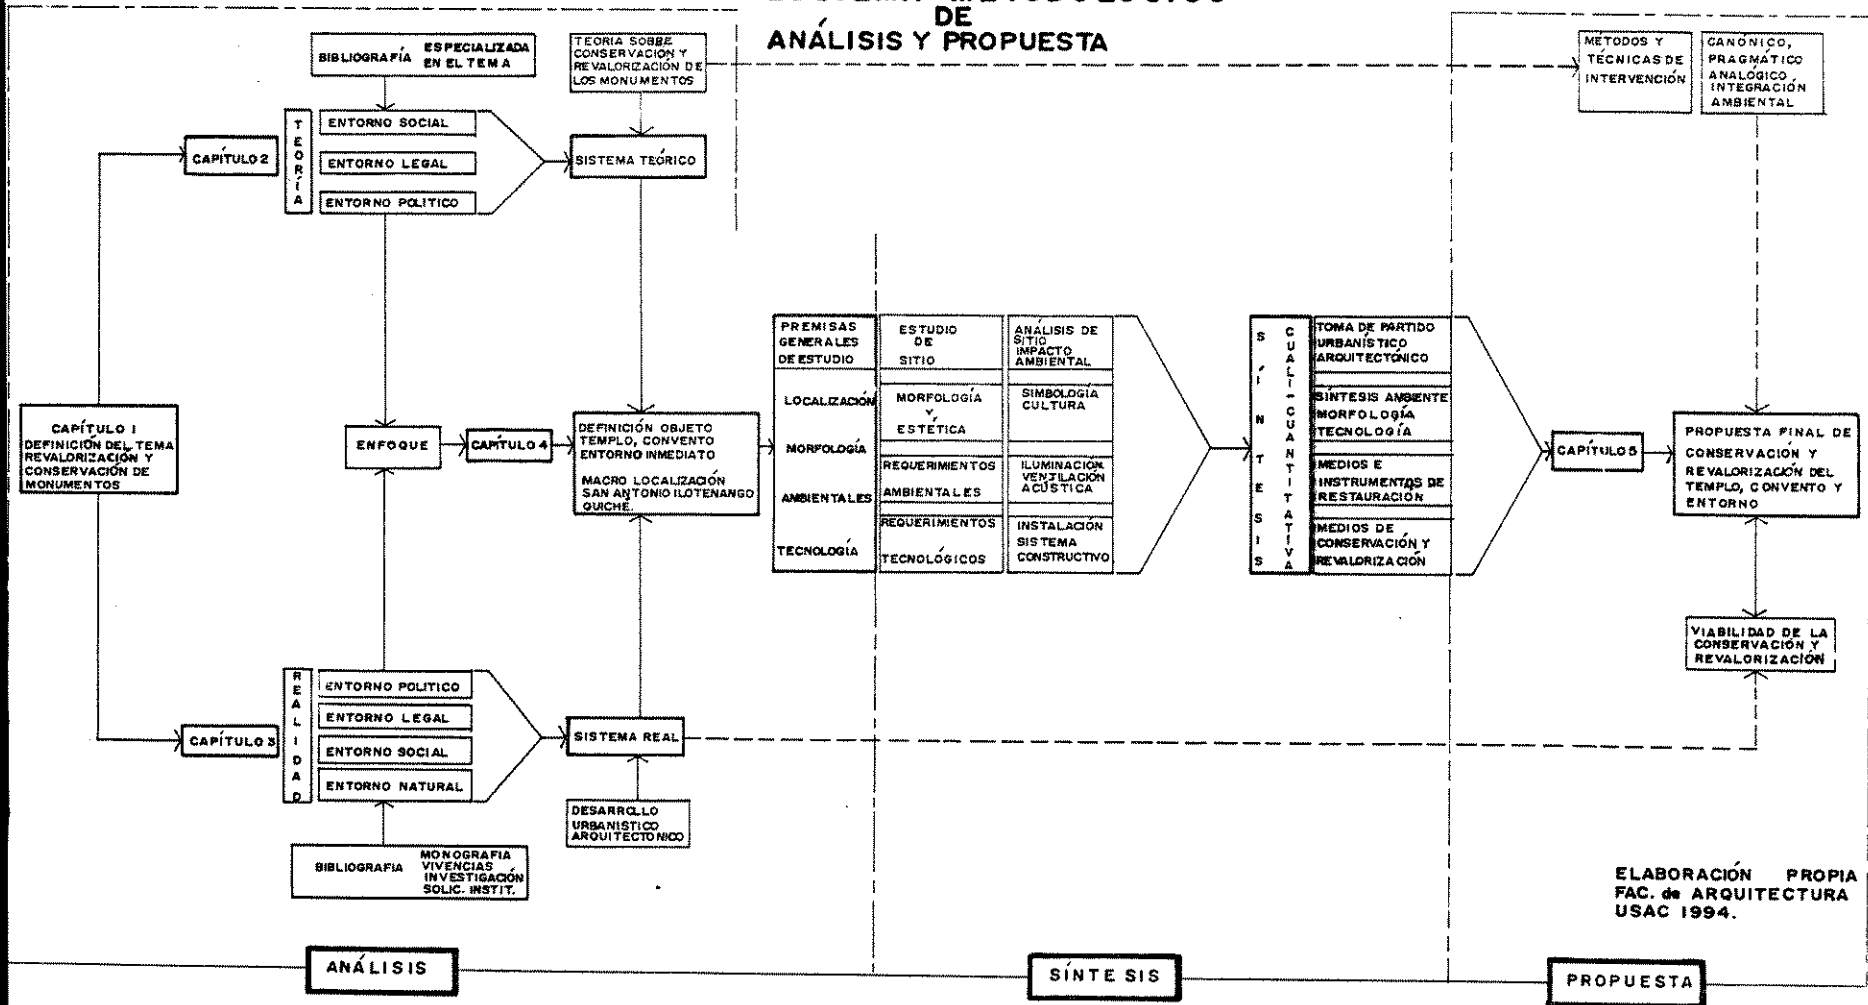 DE
ANÁLISIS Y PROPUESTA
BIBLIOGRAFÍA
ESPECIALIZADA
EN EL TEMA
TEORIA SOBRE
CONSERVACIÓN Y
REVALORIZACIÓN DE
LOS MONUMENTOS
MÉTODOS Y
TÉCNICAS DE
INTERVENCIÓN
CANÓNICO,
PRAGMÁTICO
ANALÓGICO
INTEGRACIÓN
AMBIENTAL
CAPÍTULO 2
TEORÍA
ENTORNO SOCIAL
ENTORNO LEGAL
ENTORNO POLÍTICO
SISTEMA TEÓRICO
CAPÍTULO I
DEFINICIÓN DEL TEMA
REVALORIZACIÓN Y
CONSERVACIÓN DE
MONUMENTOS
ENFOQUE
CAPÍTULO 4
DEFINICIÓN OBJETO
TEMPLO, CONVENTO
ENTORNO INMEDIATO
MACRO LOCALIZACIÓN
SAN ANTONIO ILOTENANGO
QUICHÉ.
PREMISAS
GENERALES
DE ESTUDIO
LOCALIZACIÓN
MORFOLOGÍA
AMBIENTALES
TECNOLOGÍA
ESTUDIO
DE
SITIO
MORFOLOGÍA
Y
ESTÉTICA
REQUERIMIENTOS
AMBIENTALES
REQUERIMIENTOS
TECNOLÓGICOS
ANÁLISIS DE
SITIO
IMPACTO
AMBIENTAL
SIMBOLOGÍA
CULTURA
ILUMINACIÓN
VENTILACIÓN
ACÚSTICA
INSTALACIÓN
SISTEMA
CONSTRUCTIVO
SÍNTESIS
CUALI-CUANTITATIVA
TOMA DE PARTIDO
URBANÍSTICO
ARQUITECTÓNICO
SÍNTESIS AMBIENTE
MORFOLOGÍA
TECNOLOGÍA
MEDIOS E
INSTRUMENTOS DE
RESTAURACIÓN
MEDIOS DE
CONSERVACIÓN Y
REVALORIZACIÓN
CAPÍTULO 5
PROPUESTA FINAL DE
CONSERVACIÓN Y
REVALORIZACIÓN DEL
TEMPLO, CONVENTO Y
ENTORNO
VIABILIDAD DE LA
CONSERVACIÓN Y
REVALORIZACIÓN
CAPÍTULO 3
REALIDAD
ENTORNO POLITICO
ENTORNO LEGAL
ENTORNO SOCIAL
ENTORNO NATURAL
SISTEMA REAL
DESARROLLO
URBANISTICO
ARQUITECTONICO
BIBLIOGRAFIA
MONOGRAFIA
VIVENCIAS
INVESTIGACIÓN
SOLIC. INSTIT.
ELABORACIÓN PROPIA
FAC. de ARQUITECTURA
USAC 1994.
ANÁLISIS
SÍNTESIS
PROPUESTA